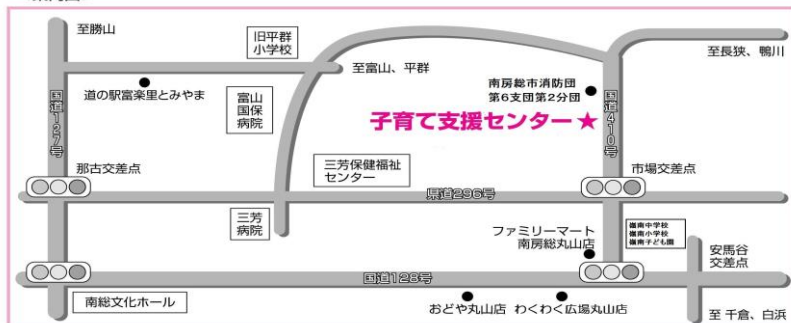 至勝山
旧平群
小学校
至長狭、鴨川
至富山、平群
道の駅富楽里とみやま
南房総市消防団
第6支団第2分団
国道127号
富山
国保
病院
子育て支援センター★
国道410号
那古交差点
三芳保健福祉
センター
市場交差点
県道296号
三芳
病院
ファミリーマート
南房総丸山店
嶺南中学校
嶺南小学校
嶺南子ども園
安馬谷
交差点
国道128号
南総文化ホール
おどや丸山店
わくわく広場丸山店
至 千倉、白浜